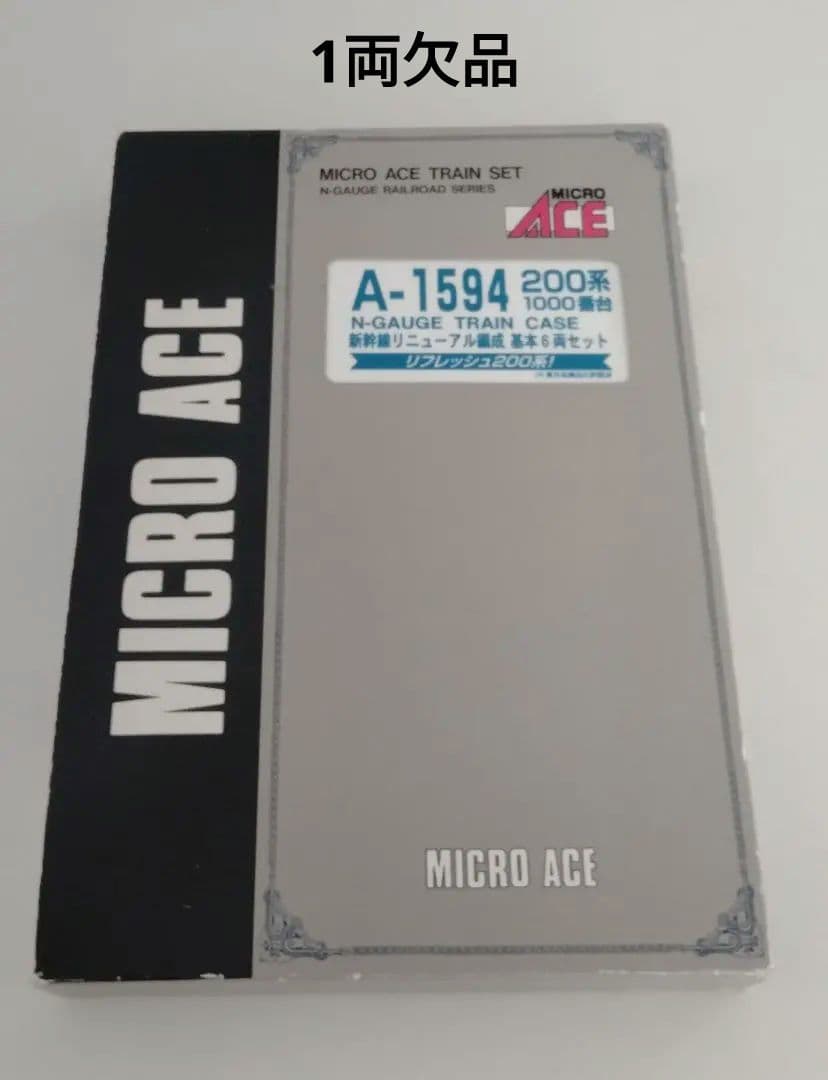 1両欠品
MICRO ACE TRAIN SET
N-GAUGE RAILROAD SERIES
MICRO
ACE
A-1594 200系
1000番台
N-GAUGE TRAIN CASE
新幹線リニューアル編成 基本6両セット
リフレッシュ200系!
MICRO ACE
MICRO ACE